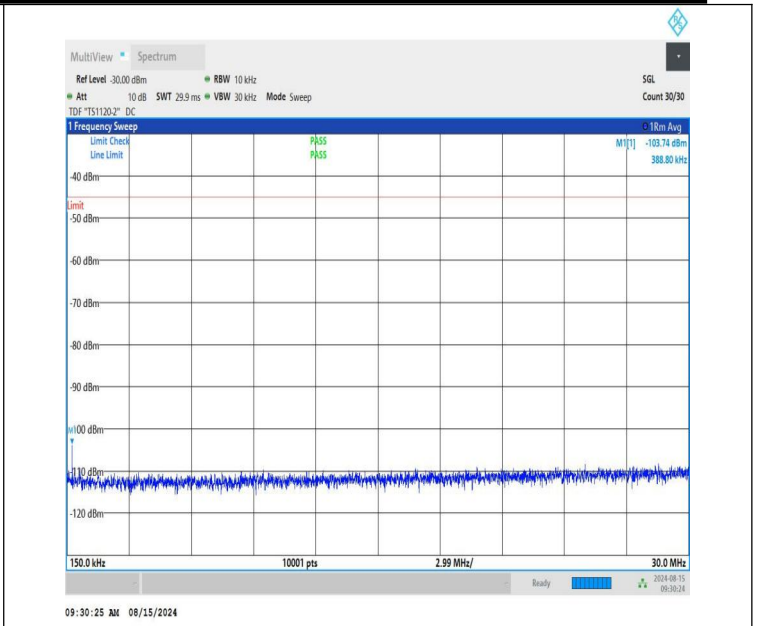 R S
MultiView Spectrum
Ref Level -30.00 dBm RBW 10 kHz SGL
Att 10 dB SWT 29.9 ms VBW 30 kHz Mode Sweep Count 30/30
TDF "TS1120-2" DC
1 Frequency Sweep 1Rm Avg
Limit Check PASS M1[1] -103.74 dBm
Line Limit PASS 388.80 kHz
-40 dBm
Limit
-50 dBm
-60 dBm
-70 dBm
-80 dBm
-90 dBm
M1
-100 dBm
-110 dBm
-120 dBm
150.0 kHz 10001 pts 2.99 MHz/ 30.0 MHz
Ready 2024-08-15
09:30:24
09:30:25 AM 08/15/2024